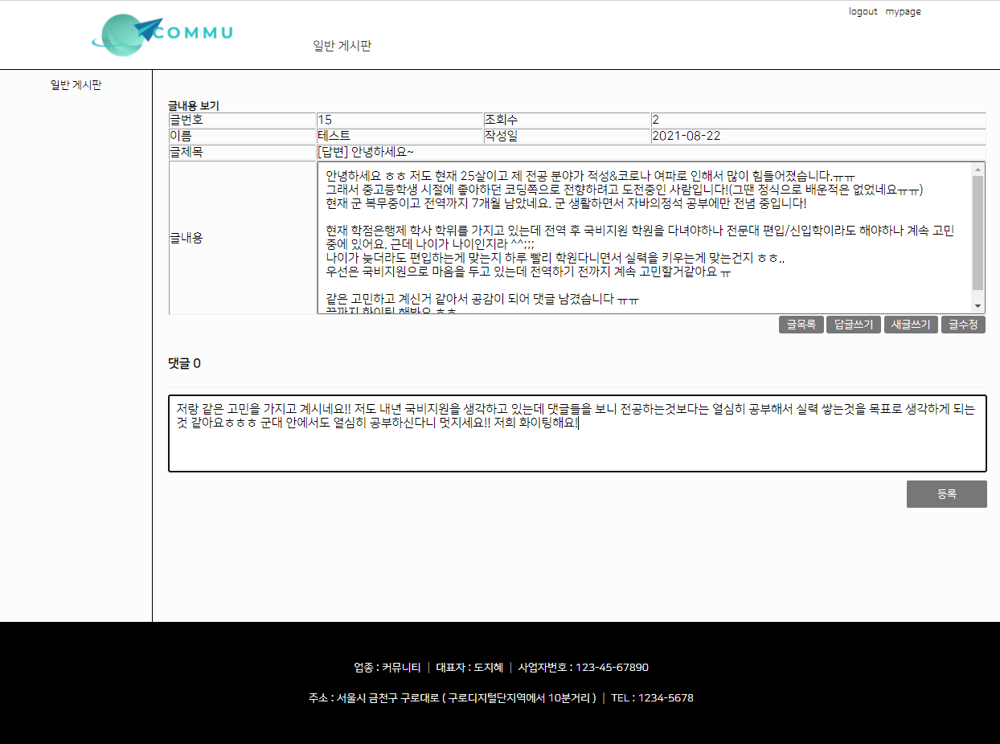 logout mypage
COMMU
일반 게시판
일반 게시판
글내용 보기
글번호 15 조회수 2
이름 테스트 작성일 2021-08-22
글제목 [답변] 안녕하세요~
글내용
안녕하세요 ㅎㅎ 저도 현재 25살이고 제 전공 분야가 적성&코로나 여파로 인해서 많이 힘들어졌습니다.ㅠㅠ
그래서 중고등학생 시절에 좋아하던 코딩쪽으로 전향하려고 도전중인 사람입니다!(그땐 정식으로 배운적은 없었네요ㅠㅠ)
현재 군 복무중이고 전역까지 7개월 남았네요. 군 생활하면서 자바의정석 공부에만 전념 중입니다!
현재 학점은행제 학사 학위를 가지고 있는데 전역 후 국비지원 학원을 다녀야하나 전문대 편입/신입학이라도 해야하나 계속 고민
중에 있어요. 근데 나이가 나이인지라 ^^;;;
나이가 늦더라도 편입하는게 맞는지 하루 빨리 학원다니면서 실력을 키우는게 맞는건지 ㅎㅎ..
우선은 국비지원으로 마음을 두고 있는데 전역하기 전까지 계속 고민할거같아요 ㅠ
같은 고민하고 계신거 같아서 공감이 되어 댓글 남겼습니다 ㅠㅠ
끝까지 화이팅 해봐요 ㅎㅎ
글목록 답글쓰기 새글쓰기 글수정
댓글 0
저랑 같은 고민을 가지고 계시네요!! 저도 내년 국비지원을 생각하고 있는데 댓글들을 보니 전공하는것보다는 열심히 공부해서 실력 쌓는것을 목표로 생각하게 되는
것 같아요ㅎㅎㅎ 군대 안에서도 열심히 공부하신다니 멋지세요!! 저희 화이팅해요!
등록
업종 : 커뮤니티 | 대표자 : 도지혜 | 사업자번호 : 123-45-67890
주소 : 서울시 금천구 구로대로 ( 구로디지털단지역에서 10분거리 ) | TEL : 1234-5678